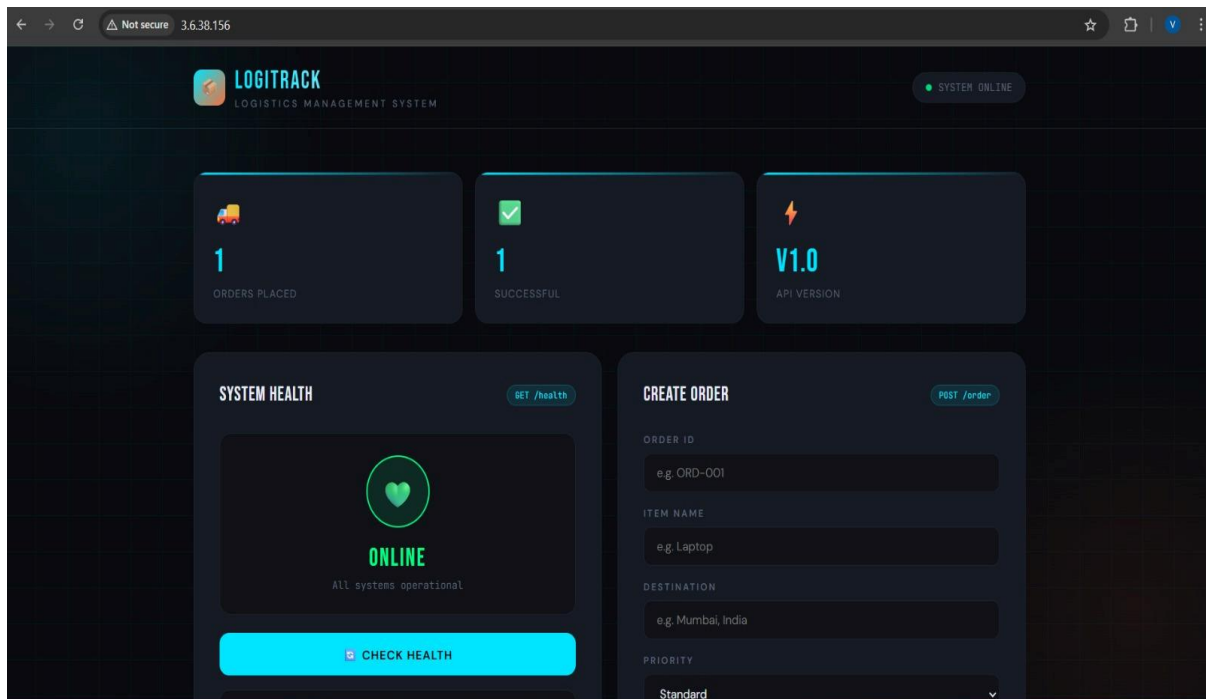 Not secure 3.6.38.156
V
LOGITRACK
LOGISTICS MANAGEMENT SYSTEM
SYSTEM ONLINE
1
ORDERS PLACED
1
SUCCESSFUL
V1.0
API VERSION
SYSTEM HEALTH
GET /health
ONLINE
All systems operational
CHECK HEALTH
CREATE ORDER
POST /order
ORDER ID
e.g. ORD-001
ITEM NAME
e.g. Laptop
DESTINATION
e.g. Mumbai, India
PRIORITY
Standard